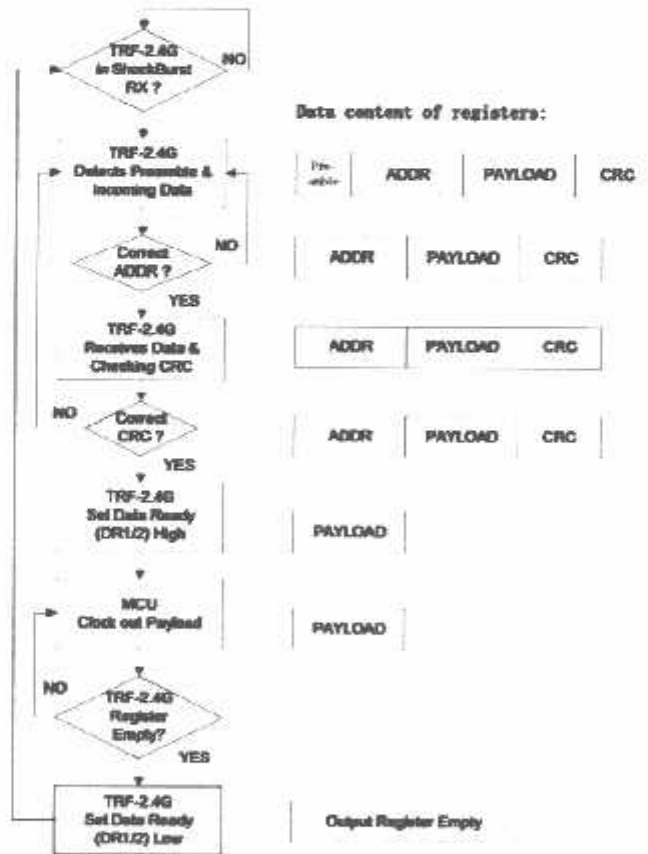 TRF-2.4G
in ShockBurst
RX ?
NO
Data content of registers:
TRF-2.4G
Detects Preamble &
Incoming Data
Pre-
amble
ADDR
PAYLOAD
CRC
Correct
ADDR ?
NO
YES
ADDR
PAYLOAD
CRC
TRF-2.4G
Receives Data &
Checking CRC
ADDR
PAYLOAD
CRC
NO
Correct
CRC ?
YES
ADDR
PAYLOAD
CRC
TRF-2.4G
Set Data Ready
(DR1/2) High
PAYLOAD
MCU
Clock out Payload
PAYLOAD
NO
TRF-2.4G
Register
Empty?
YES
TRF-2.4G
Set Data Ready
(DR1/2) Low
Output Register Empty